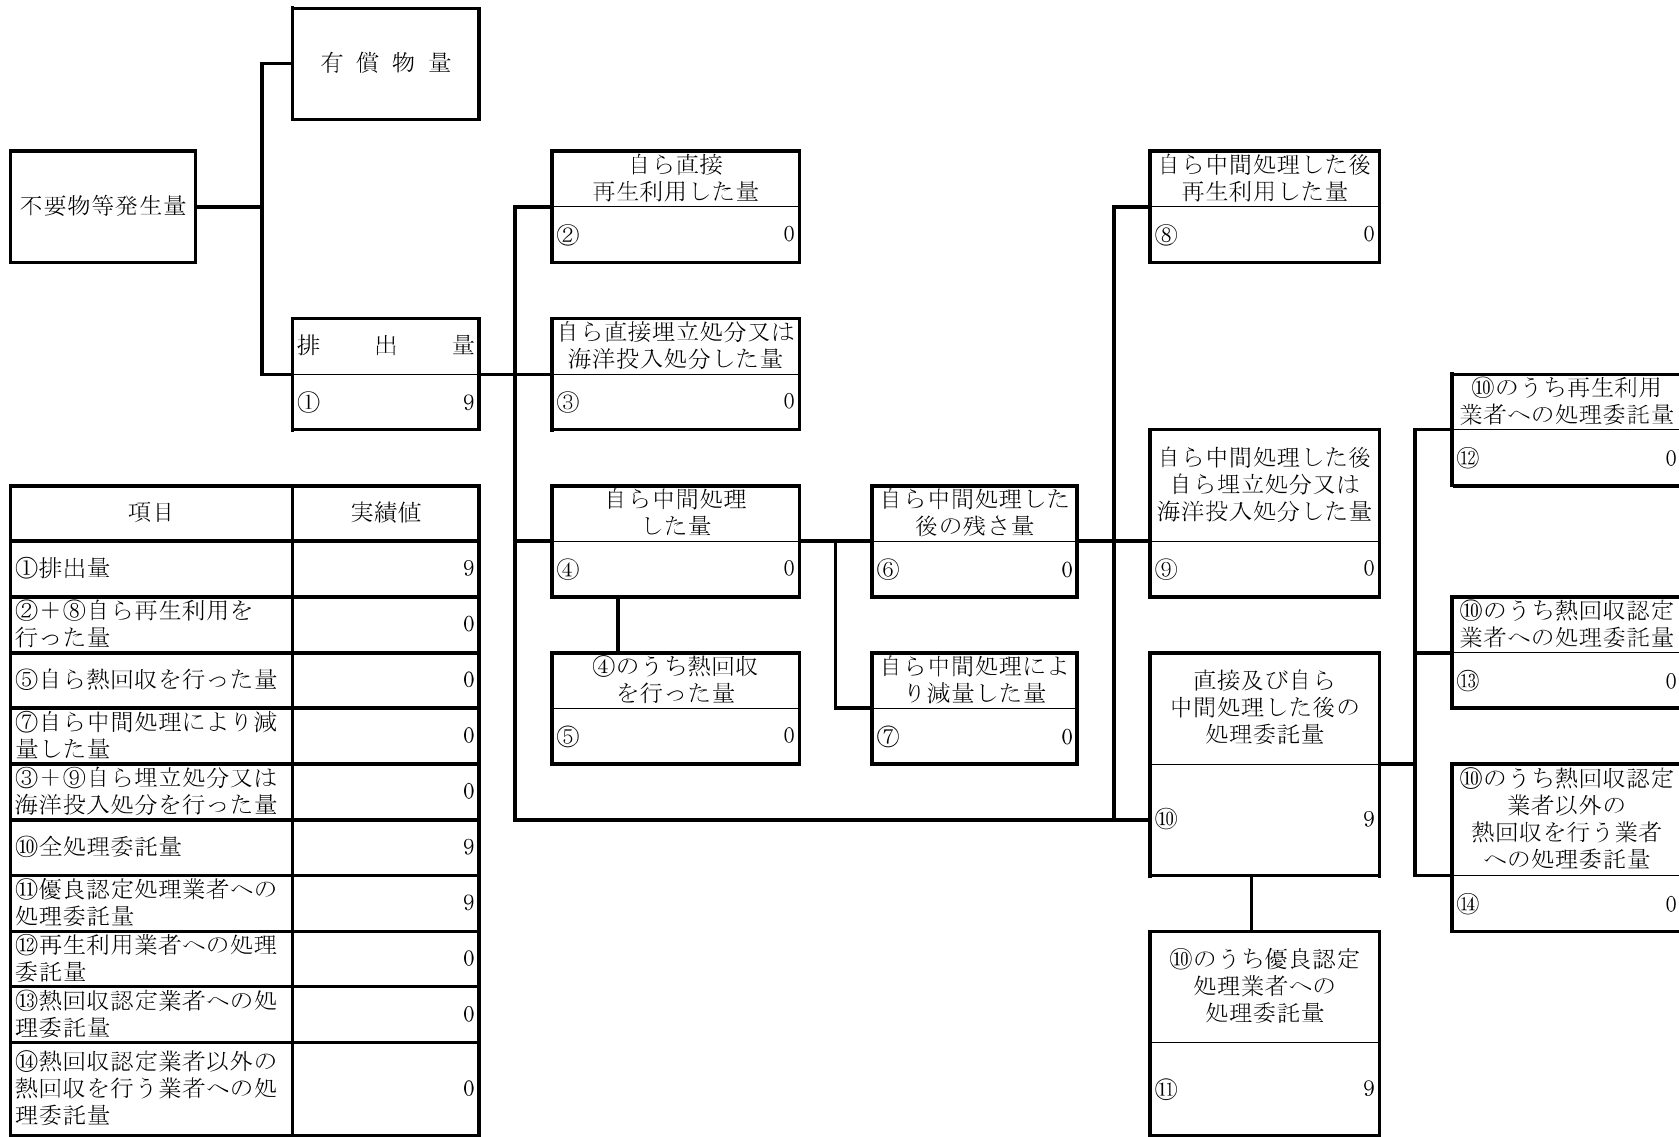 有償物量
不要物等発生量
自ら直接
再生利用した量
② 0
自ら中間処理した後
再生利用した量
⑧ 0
排出量
① 9
自ら直接埋立処分又は
海洋投入処分した量
③ 0
⑩のうち再生利用
業者への処理委託量
⑫ 0
自ら中間処理した後
自ら埋立処分又は
海洋投入処分した量
⑨ 0
自ら中間処理
した量
④ 0
自ら中間処理した
後の残さ量
⑥ 0
⑩のうち熱回収認定
業者への処理委託量
⑬ 0
④のうち熱回収
を行った量
⑤ 0
自ら中間処理によ
り減量した量
⑦ 0
直接及び自ら
中間処理した後の
処理委託量
⑩ 9
⑩のうち熱回収認定
業者以外の
熱回収を行う業者
への処理委託量
⑭ 0
⑩のうち優良認定
処理業者への
処理委託量
⑪ 9
項目 実績値
①排出量 9
②+⑧自ら再生利用を
行った量 0
⑤自ら熱回収を行った量 0
⑦自ら中間処理により減
量した量 0
③+⑨自ら埋立処分又は
海洋投入処分を行った量 0
⑩全処理委託量 9
⑪優良認定処理業者への
処理委託量 9
⑫再生利用業者への処理
委託量 0
⑬熱回収認定業者への処
理委託量 0
⑭熱回収認定業者以外の
熱回収を行う業者への処
理委託量 0